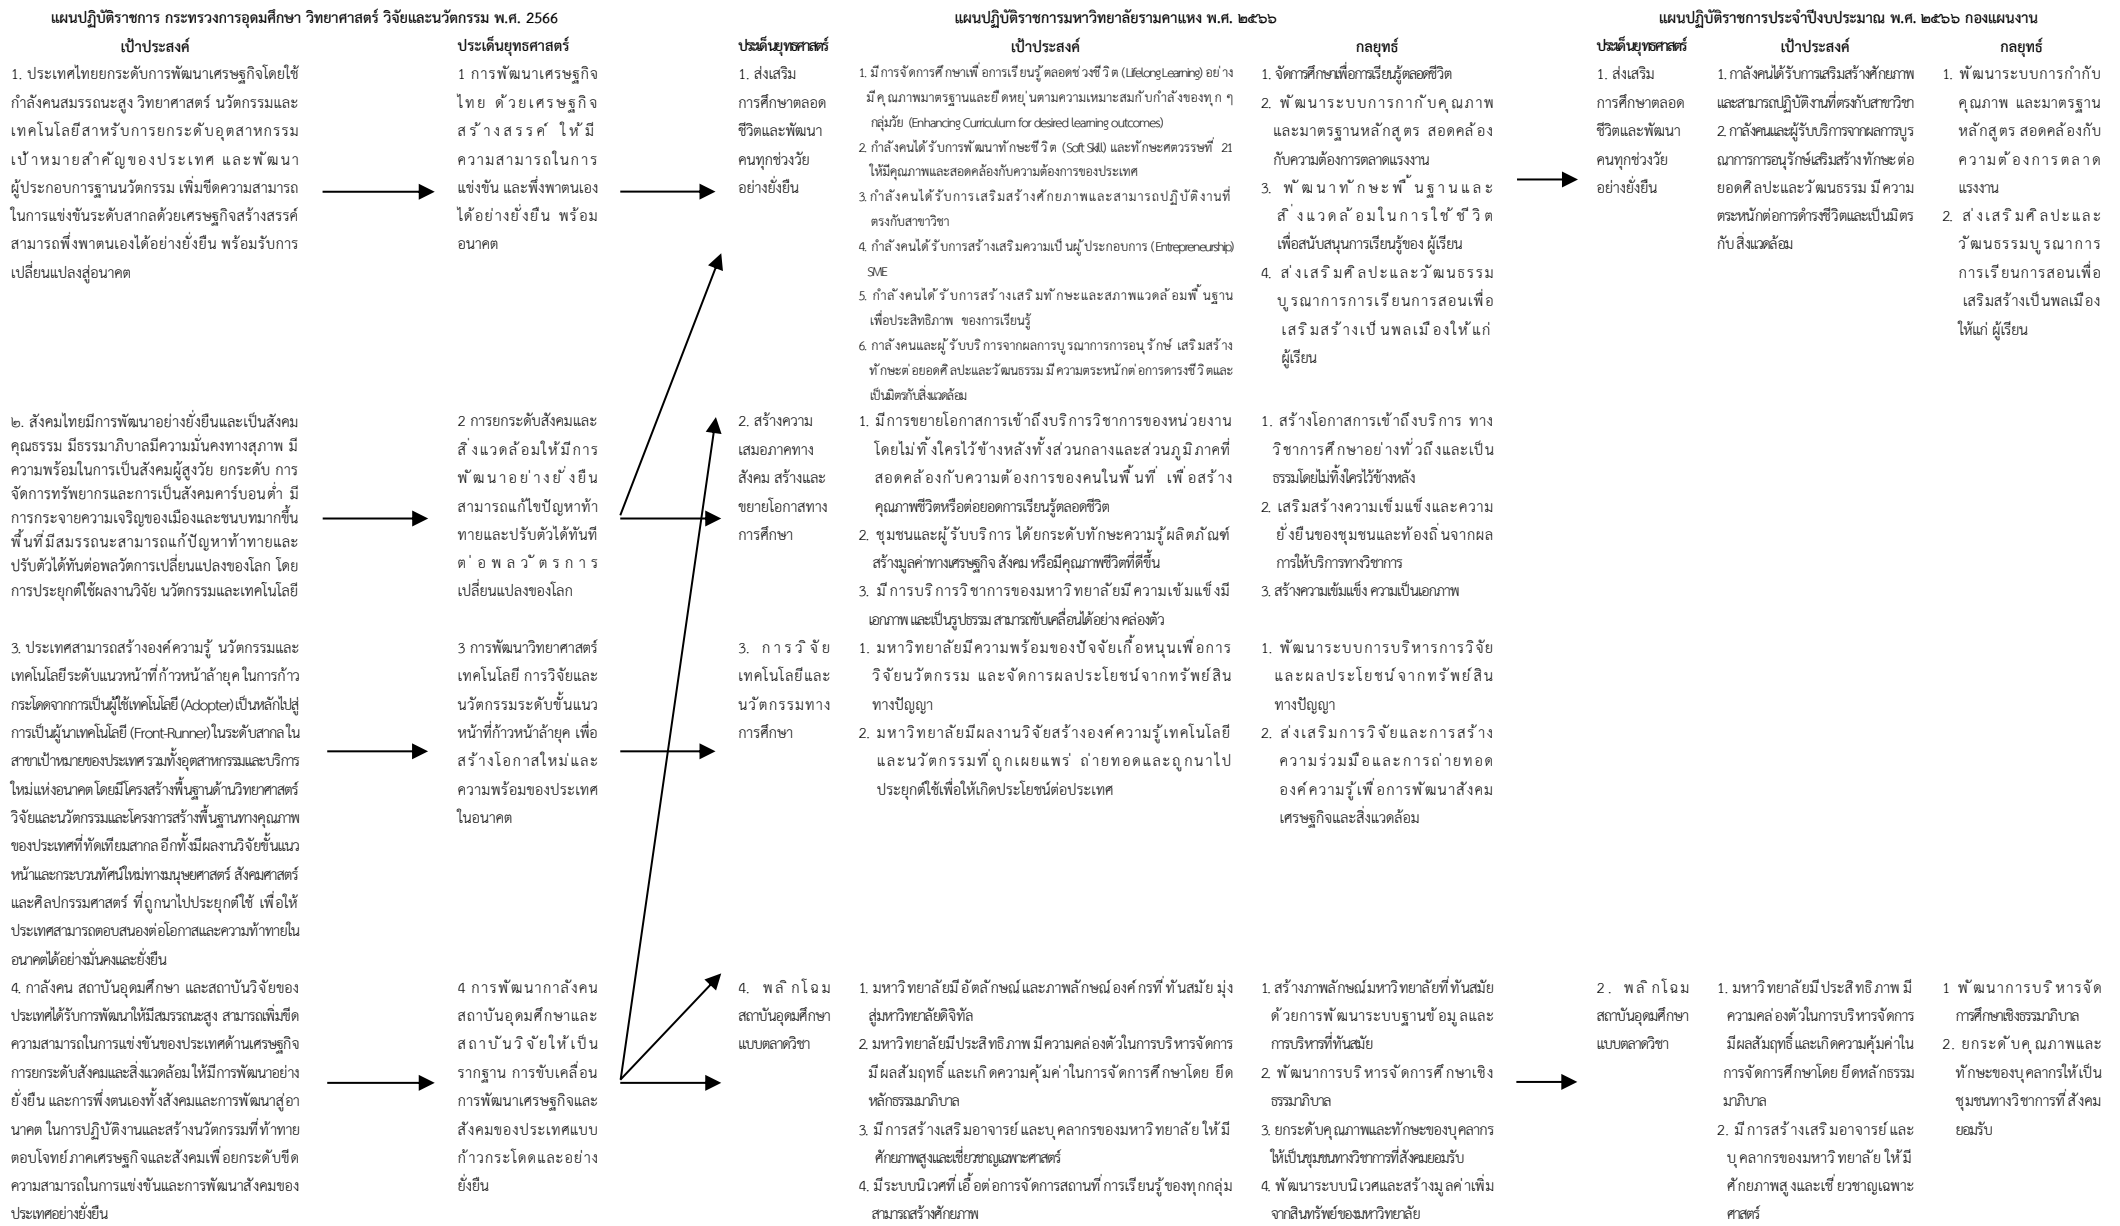 แผนปฏิบัติราชการ กระทรวงการอุดมศึกษา วิทยาศาสตร์ วิจัยและนวัตกรรม พ.ศ. 2566
เป้าประสงค์
ประเด็นยุทธศาสตร์
1. ประเทศไทยยกระดับการพัฒนาเศรษฐกิจโดยใช้
กำลังคนสมรรถนะสูง วิทยาศาสตร์ นวัตกรรมและ
เทคโนโลยีสาหรับการยกระดับอุตสาหกรรม
เป้าหมายสำคัญของประเทศ และพัฒนา
ผู้ประกอบการฐานนวัตกรรม เพิ่มขีดความสามารถ
ในการแข่งขันระดับสากลด้วยเศรษฐกิจสร้างสรรค์
สามารถพึ่งพาตนเองได้อย่างยั่งยืน พร้อมรับการ
เปลี่ยนแปลงสู่อนาคต
1 การพัฒนาเศรษฐกิจ
ไทย ด้วยเศรษฐกิจ
สร้างสรรค์ ให้มี
ความสามารถในการ
แข่งขัน และพึ่งพาตนเอง
ได้อย่างยั่งยืน พร้อม
อนาคต
๒. สังคมไทยมีการพัฒนาอย่างยั่งยืนและเป็นสังคม
คุณธรรม มีธรรมาภิบาลมีความมั่นคงทางสุภาพ มี
ความพร้อมในการเป็นสังคมผู้สูงวัย ยกระดับ การ
จัดการทรัพยากรและการเป็นสังคมคาร์บอนต่ำ มี
การกระจายความเจริญของเมืองและชนบทมากขึ้น
พื้นที่มีสมรรถนะสามารถแก้ปัญหาท้าทายและ
ปรับตัวได้ทันต่อพลวัตการเปลี่ยนแปลงของโลก โดย
การประยุกต์ใช้ผลงานวิจัย นวัตกรรมและเทคโนโลยี
2 การยกระดับสังคมและ
สิ่งแวดล้อมให้มีการ
พัฒนาอย่างยั่งยืน
สามารถแก้ไขปัญหาท้า
ทายและปรับตัวได้ทันที
ต่อพลวัตรการ
เปลี่ยนแปลงของโลก
3. ประเทศสามารถสร้างองค์ความรู้ นวัตกรรมและ
เทคโนโลยีระดับแนวหน้าที่ก้าวหน้าล้ายุค ในการก้าว
กระโดดจากการเป็นผู้ใช้เทคโนโลยี (Adopter) เป็นหลักไปสู่
การเป็นผู้นาเทคโนโลยี (Front-Runner) ในระดับสากล ใน
สาขาเป้าหมายของประเทศ รวมทั้งอุตสาหกรรมและบริการ
ใหม่แห่งอนาคต โดยมีโครงสร้างพื้นฐานด้านวิทยาศาสตร์
วิจัยและนวัตกรรมและโครงการสร้างพื้นฐานทางคุณภาพ
ของประเทศที่ทัดเทียมสากล อีกทั้งมีผลงานวิจัยขั้นแนว
หน้าและกระบวนทัศน์ใหม่ทางมนุษยศาสตร์ สังคมศาสตร์
และศิลปกรรมศาสตร์ ที่ถูกนาไปประยุกต์ใช้ เพื่อให้
ประเทศสามารถตอบสนองต่อโอกาสและความท้าทายใน
อนาคตได้อย่างมั่นคงและยั่งยืน
3 การพัฒนาวิทยาศาสตร์
เทคโนโลยี การวิจัยและ
นวัตกรรมระดับขั้นแนว
หน้าที่ก้าวหน้าล้ายุค เพื่อ
สร้างโอกาสใหม่และ
ความพร้อมของประเทศ
ในอนาคต
4. กาลังคน สถาบันอุดมศึกษา และสถาบันวิจัยของ
ประเทศได้รับการพัฒนาให้มีสมรรถนะสูง สามารถเพิ่มขีด
ความสามารถในการแข่งขันของประเทศด้านเศรษฐกิจ
การยกระดับสังคมและสิ่งแวดล้อม ให้มีการพัฒนาอย่าง
ยั่งยืน และการพึ่งตนเองทั้งสังคมและการพัฒนาสู่อา
นาคต ในการปฏิบัติงานและสร้างนวัตกรรมที่ท้าทาย
ตอบโจทย์ภาคเศรษฐกิจและสังคมเพื่อยกระดับขีด
ความสามารถในการแข่งขันและการพัฒนาสังคมของ
ประเทศอย่างยั่งยืน
4 การพัฒนากาลังคน
สถาบันอุดมศึกษาและ
สถาบันวิจัยให้เป็น
รากฐาน การขับเคลื่อน
การพัฒนาเศรษฐกิจและ
สังคมของประเทศแบบ
ก้าวกระโดดและอย่าง
ยั่งยืน
แผนปฏิบัติราชการมหาวิทยาลัยรามคาแหง พ.ศ. ๒๕๖๖
ประเด็นยุทธศาสตร์
เป้าประสงค์
กลยุทธ์
1. ส่งเสริม
การศึกษาตลอด
ชีวิตและพัฒนา
คนทุกช่วงวัย
อย่างยั่งยืน
1. มีการจัดการศึกษาเพื่อการเรียนรู้ตลอดช่วงชีวิต (Lifelong Learning) อย่าง
มีคุณภาพมาตรฐานและยืดหยุ่นตามความเหมาะสมกับกำลังของทุก ๆ
กลุ่มวัย (Enhancing Curriculum for desired learning outcomes)
2. กำลังคนได้รับการพัฒนาทักษะชีวิต (Soft Skill) และทักษะศตวรรษที่ 21
ให้มีคุณภาพและสอดคล้องกับความต้องการของประเทศ
3. กำลังคนได้รับการเสริมสร้างศักยภาพและสามารถปฏิบัติงานที่
ตรงกับสาขาวิชา
4. กำลังคนได้รับการสร้างเสริมความเป็นผู้ประกอบการ (Entrepreneurship)
SME
5. กำลังคนได้รับการสร้างเสริมทักษะและสภาพแวดล้อมพื้นฐาน
เพื่อประสิทธิภาพ ของการเรียนรู้
6. กาลังคนและผู้รับบริการจากผลการบูรณาการการอนุรักษ์ เสริมสร้าง
ทักษะต่อยอดศิลปะและวัฒนธรรม มีความตระหนักต่อการดารงชีวิตและ
เป็นมิตรกับสิ่งแวดล้อม
1. จัดการศึกษาเพื่อการเรียนรู้ตลอดชีวิต
2. พัฒนาระบบการกากับคุณภาพ
และมาตรฐานหลักสูตร สอดคล้อง
กับความต้องการตลาดแรงงาน
3. พัฒนาทักษะพื้นฐานและ
สิ่งแวดล้อมในการใช้ชีวิต
เพื่อสนับสนุนการเรียนรู้ของ ผู้เรียน
4. ส่งเสริมศิลปะและวัฒนธรรม
บูรณาการการเรียนการสอนเพื่อ
เสริมสร้างเป็นพลเมืองให้แก่
ผู้เรียน
2. สร้างความ
เสมอภาคทาง
สังคม สร้างและ
ขยายโอกาสทาง
การศึกษา
1. มีการขยายโอกาสการเข้าถึงบริการวิชาการของหน่วยงาน
โดยไม่ทิ้งใครไว้ข้างหลังทั้งส่วนกลางและส่วนภูมิภาคที่
สอดคล้องกับความต้องการของคนในพื้นที่ เพื่อสร้าง
คุณภาพชีวิตหรือต่อยอดการเรียนรู้ตลอดชีวิต
2. ชุมชนและผู้รับบริการ ได้ยกระดับทักษะความรู้ผลิตภัณฑ์
สร้างมูลค่าทางเศรษฐกิจ สังคม หรือมีคุณภาพชีวิตที่ดีขึ้น
3. มีการบริการวิชาการของมหาวิทยาลัยมีความเข้มแข็งมี
เอกภาพ และเป็นรูปธรรม สามารถขับเคลื่อนได้อย่าง คล่องตัว
1. สร้างโอกาสการเข้าถึงบริการ ทาง
วิชาการศึกษาอย่างทั่วถึงและเป็น
ธรรมโดยไม่ทิ้งใครไว้ข้างหลัง
2. เสริมสร้างความเข้มแข็งและความ
ยั่งยืนของชุมชนและท้องถิ่นจากผล
การให้บริการทางวิชาการ
3. สร้างความเข้มแข็ง ความเป็นเอกภาพ
3. การวิจัย
เทคโนโลยีและ
นวัตกรรมทาง
การศึกษา
1. มหาวิทยาลัยมีความพร้อมของปัจจัยเกื้อหนุนเพื่อการ
วิจัยนวัตกรรม และจัดการผลประโยชน์จากทรัพย์สิน
ทางปัญญา
2. มหาวิทยาลัยมีผลงานวิจัยสร้างองค์ความรู้เทคโนโลยี
และนวัตกรรมที่ถูกเผยแพร่ ถ่ายทอดและถูกนาไป
ประยุกต์ใช้เพื่อให้เกิดประโยชน์ต่อประเทศ
1. พัฒนาระบบการบริหารการวิจัย
และผลประโยชน์จากทรัพย์สิน
ทางปัญญา
2. ส่งเสริมการวิจัยและการสร้าง
ความร่วมมือและการถ่ายทอด
องค์ความรู้เพื่อการพัฒนาสังคม
เศรษฐกิจและสิ่งแวดล้อม
4. พลิกโฉม
สถาบันอุดมศึกษา
แบบตลาดวิชา
1. มหาวิทยาลัยมีอัตลักษณ์และภาพลักษณ์องค์กรที่ทันสมัย มุ่ง
สู่มหาวิทยาลัยดิจิทัล
2. มหาวิทยาลัยมีประสิทธิภาพ มีความคล่องตัวในการบริหารจัดการ
มีผลสัมฤทธิ์ และเกิดความคุ้มค่าในการจัดการศึกษาโดย ยึด
หลักธรรมมาภิบาล
3. มีการสร้างเสริมอาจารย์และบุคลากรของมหาวิทยาลัย ให้มี
ศักยภาพสูงและเชี่ยวชาญเฉพาะศาสตร์
4. มีระบบนิเวศที่เอื้อต่อการจัดการสถานที่การเรียนรู้ของทุกกลุ่ม
สามารถสร้างศักยภาพ
1. สร้างภาพลักษณ์มหาวิทยาลัยที่ทันสมัย
ด้วยการพัฒนาระบบฐานข้อมูลและ
การบริหารที่ทันสมัย
2. พัฒนาการบริหารจัดการศึกษาเชิง
ธรรมาภิบาล
3. ยกระดับคุณภาพและทักษะของบุคลากร
ให้เป็นชุมชนทางวิชาการที่สังคมยอมรับ
4. พัฒนาระบบนิเวศและสร้างมูลค่าเพิ่ม
จากสินทรัพย์ของมหาวิทยาลัย
แผนปฏิบัติราชการประจำปีงบประมาณ พ.ศ. ๒๕๖๖ กองแผนงาน
ประเด็นยุทธศาสตร์
เป้าประสงค์
กลยุทธ์
1. ส่งเสริม
การศึกษาตลอด
ชีวิตและพัฒนา
คนทุกช่วงวัย
อย่างยั่งยืน
1. กาลังคนได้รับการเสริมสร้างศักยภาพ
และสามารถปฏิบัติงานที่ตรงกับสาขาวิชา
2. กาลังคนและผู้รับบริการจากผลการบูร
ณาการการอนุรักษ์เสริมสร้างทักษะต่อ
ยอดศิลปะและวัฒนธรรม มีความ
ตระหนักต่อการดำรงชีวิตและเป็นมิตร
กับสิ่งแวดล้อม
1. พัฒนาระบบการกำกับ
คุณภาพ และมาตรฐาน
หลักสูตร สอดคล้องกับ
ความต้องการตลาด
แรงงาน
2. ส่งเสริมศิลปะและ
วัฒนธรรมบูรณาการ
การเรียนการสอนเพื่อ
เสริมสร้างเป็นพลเมือง
ให้แก่ ผู้เรียน
2. พลิกโฉม
สถาบันอุดมศึกษา
แบบตลาดวิชา
1. มหาวิทยาลัยมีประสิทธิภาพ มี
ความคล่องตัวในการบริหารจัดการ
มีผลสัมฤทธิ์และเกิดความคุ้มค่าใน
การจัดการศึกษาโดย ยึดหลักธรรม
มาภิบาล
2. มีการสร้างเสริมอาจารย์และ
บุคลากรของมหาวิทยาลัย ให้มี
ศักยภาพสูงและเชี่ยวชาญเฉพาะ
ศาสตร์
1 พัฒนาการบริหารจัด
การศึกษาเชิงธรรมาภิบาล
2. ยกระดับคุณภาพและ
ทักษะของบุคลากรให้เป็น
ชุมชนทางวิชาการที่สังคม
ยอมรับ